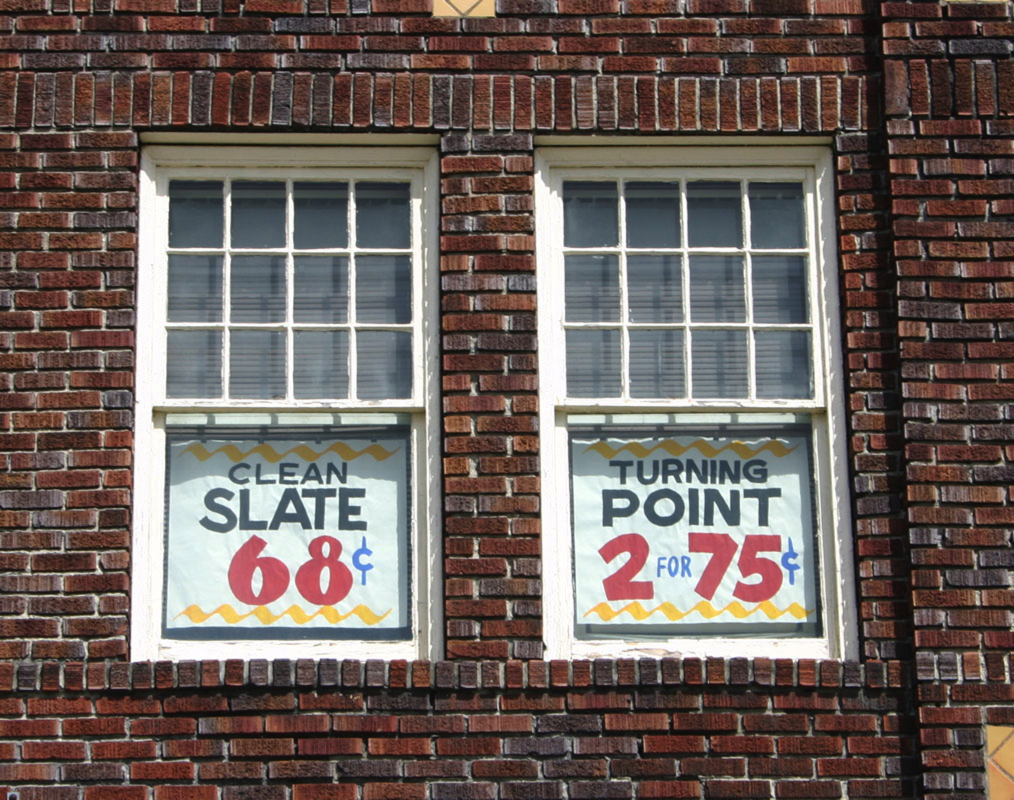 CLEAN
SLATE
68¢
TURNING
POINT
2 FOR 75¢